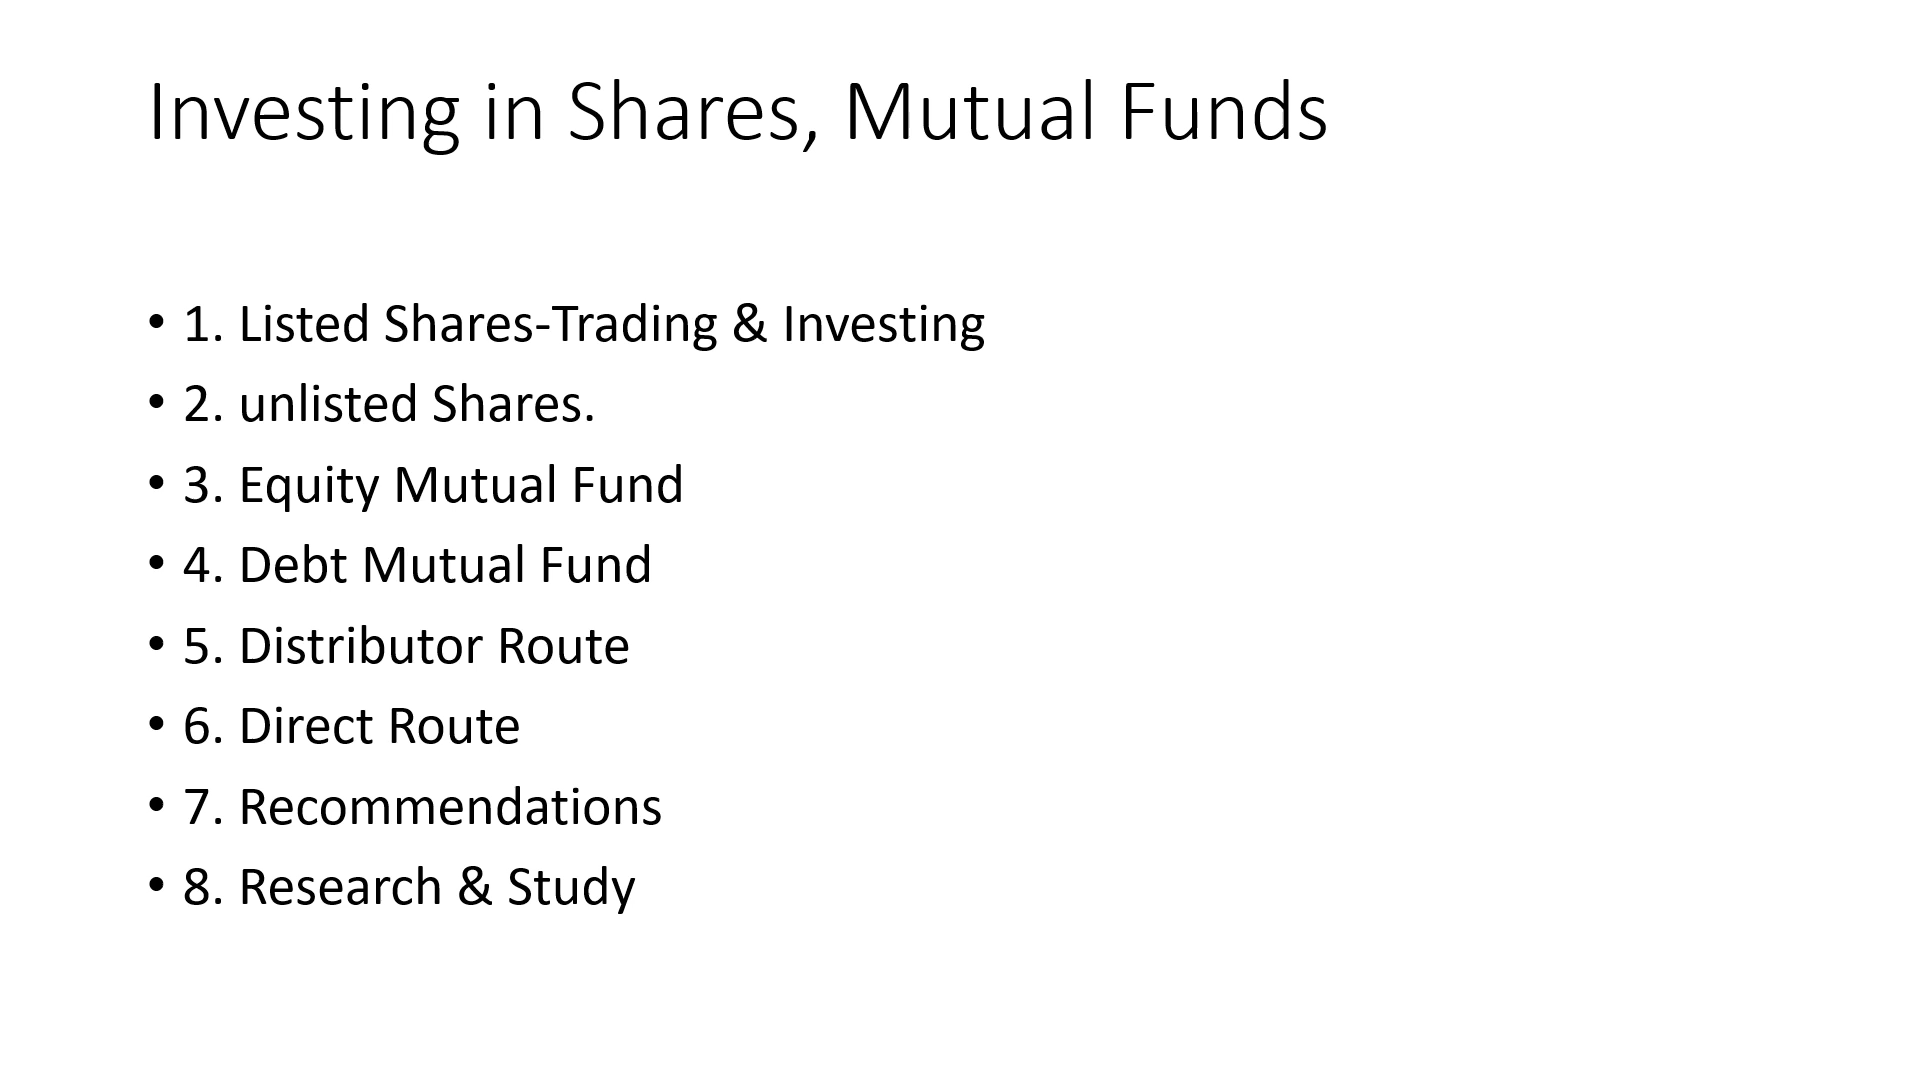 Investing in Shares, Mutual Funds
• 1. Listed Shares-Trading & Investing
• 2. unlisted Shares.
• 3. Equity Mutual Fund
• 4. Debt Mutual Fund
• 5. Distributor Route
• 6. Direct Route
• 7. Recommendations
• 8. Research & Study